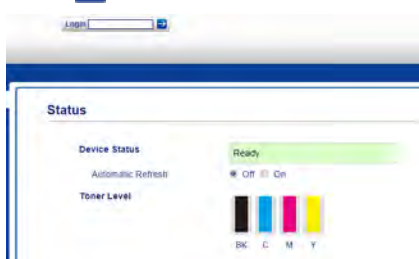 Login
Status
Device Status Ready
Automatic Refresh Off On
Toner Level
BK C M Y